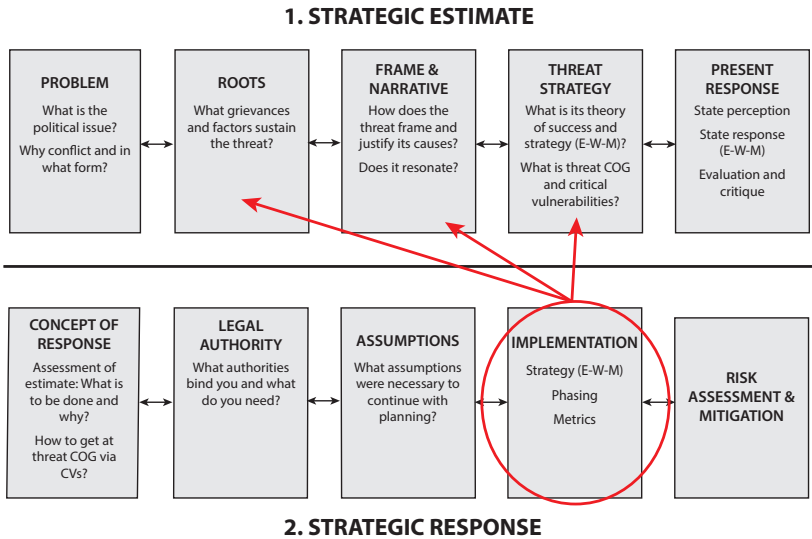 1. STRATEGIC ESTIMATE
PROBLEM
What is the
political issue?
Why conflict and in
what form?
ROOTS
What grievances
and factors sustain
the threat?
FRAME &
NARRATIVE
How does the
threat frame and
justify its causes?
Does it resonate?
THREAT
STRATEGY
What is its theory
of success and
strategy (E-W-M)?
What is threat COG
and critical
vulnerabilities?
PRESENT
RESPONSE
State perception
State response
(E-W-M)
Evaluation and
critique
CONCEPT OF
RESPONSE
Assessment of
estimate: What is
to be done and
why?
How to get at
threat COG via
CVs?
LEGAL
AUTHORITY
What authorities
bind you and what
do you need?
ASSUMPTIONS
What assumptions
were necessary to
continue with
planning?
IMPLEMENTATION
Strategy (E-W-M)
Phasing
Metrics
RISK
ASSESSMENT &
MITIGATION
2. STRATEGIC RESPONSE